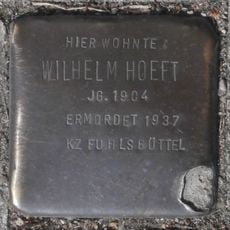 HIER WOHNTE
WILHELM HOEFT
JG. 1904
ERMORDET 1937
KZ FUHLSBÜTTEL